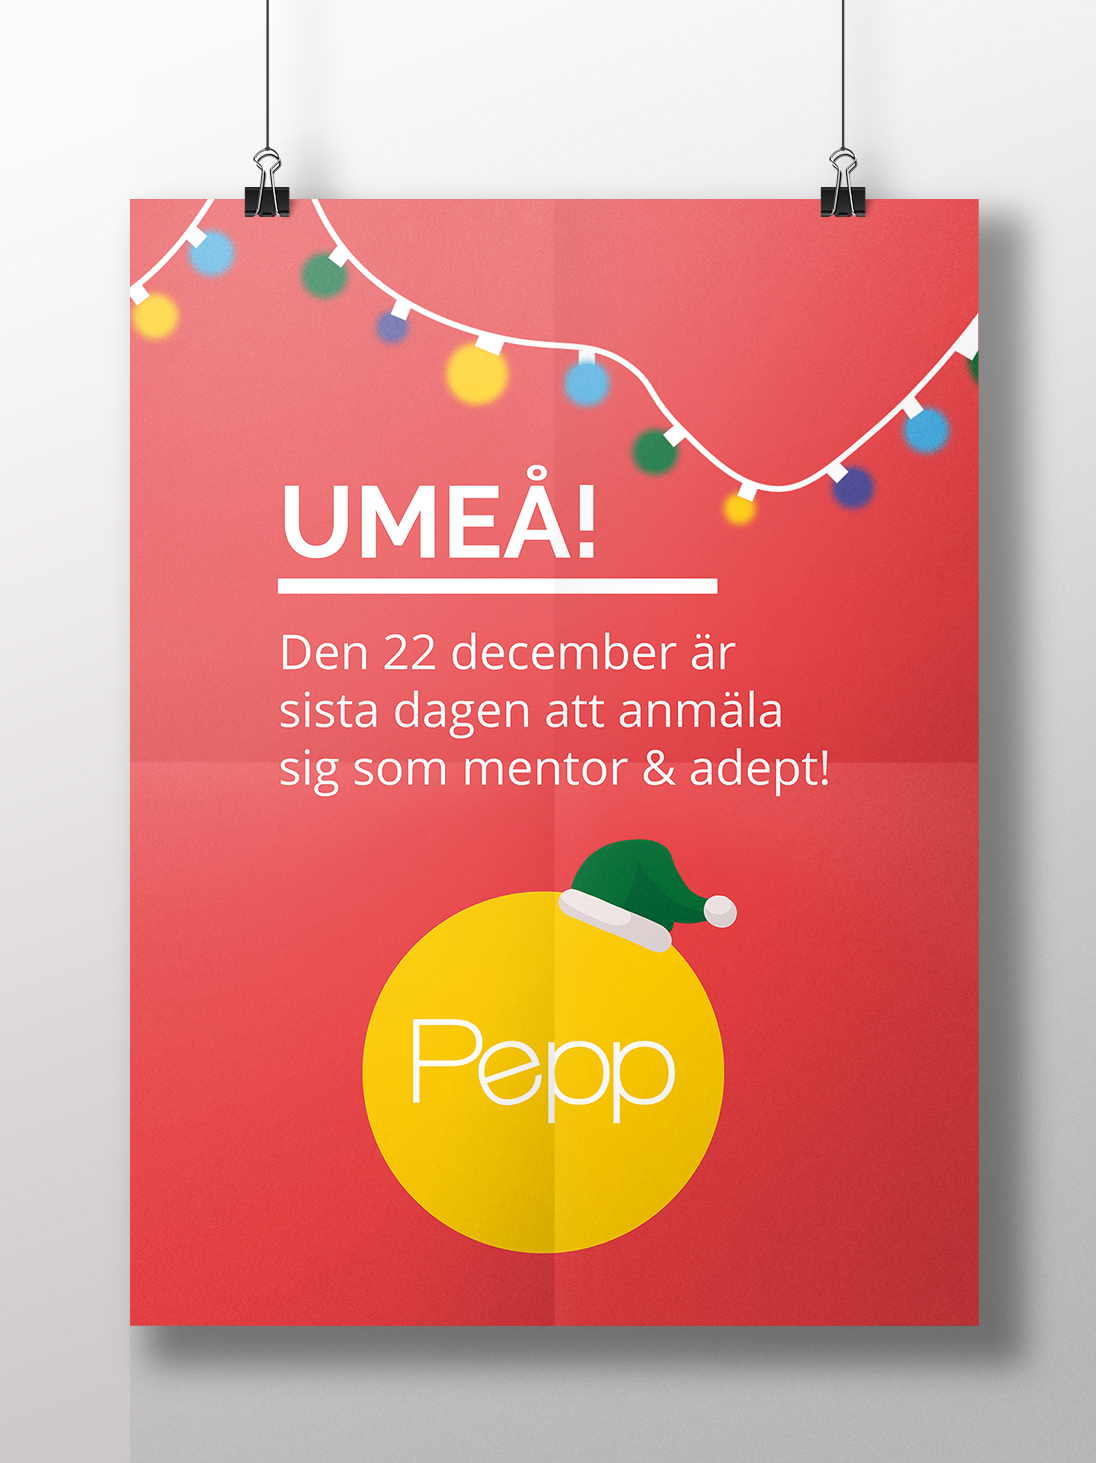 UMEÅ!
Den 22 december är
sista dagen att anmäla
sig som mentor & adept!
Pepp